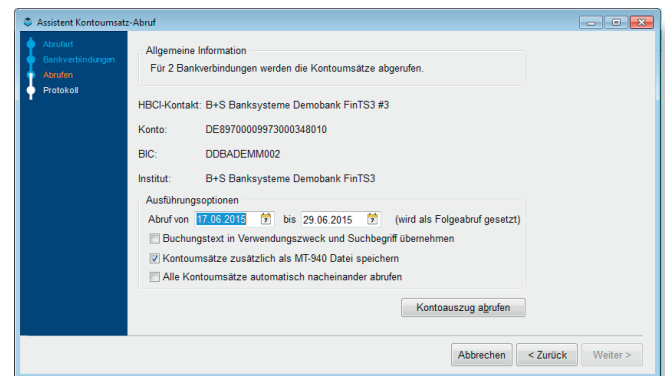 Assistent Kontoumsatz-Abruf
Abrufart
Bankverbindungen
Abrufen
Protokoll
Allgemeine Information
Für 2 Bankverbindungen werden die Kontoumsätze abgerufen.
HBCI-Kontakt: B+S Banksysteme Demobank FinTS3 #3
Konto: DE89700009973000348010
BIC: DDBADEMM002
Institut: B+S Banksysteme Demobank FinTS3
Ausführungsoptionen
Abruf von 17.06.2015 bis 29.06.2015 (wird als Folgeabruf gesetzt)
Buchungstext in Verwendungszweck und Suchbegriff übernehmen
Kontoumsätze zusätzlich als MT-940 Datei speichern
Alle Kontoumsätze automatisch nacheinander abrufen
Kontoauszug abrufen
Abbrechen < Zurück Weiter >